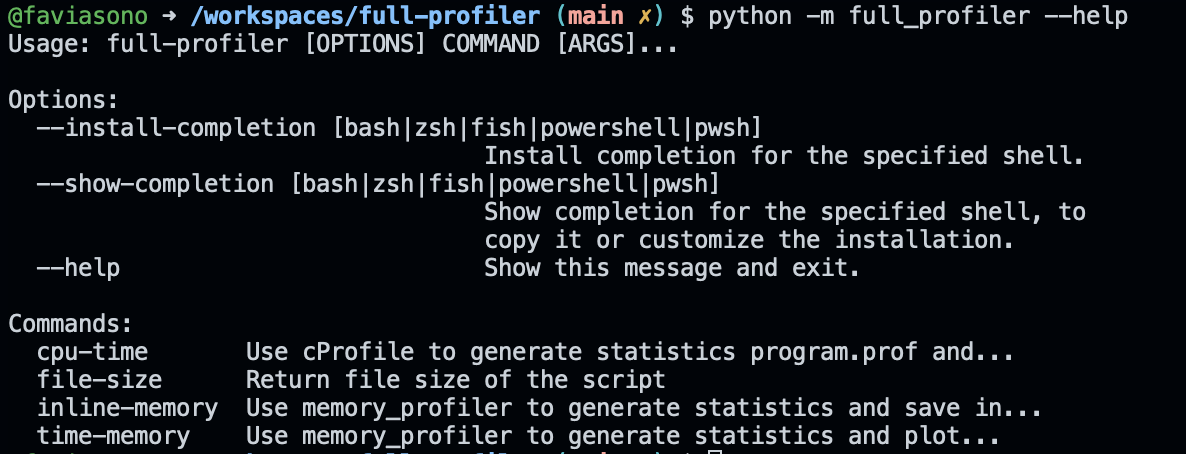 @faviasono ➜ /workspaces/full-profiler (main ✗) $ python -m full_profiler --help
Usage: full-profiler [OPTIONS] COMMAND [ARGS]...
Options:
--install-completion [bash|zsh|fish|powershell|pwsh]
Install completion for the specified shell.
--show-completion [bash|zsh|fish|powershell|pwsh]
Show completion for the specified shell, to
copy it or customize the installation.
--help Show this message and exit.
Commands:
cpu-time Use cProfile to generate statistics program.prof and...
file-size Return file size of the script
inline-memory Use memory_profiler to generate statistics and save in...
time-memory Use memory_profiler to generate statistics and plot...